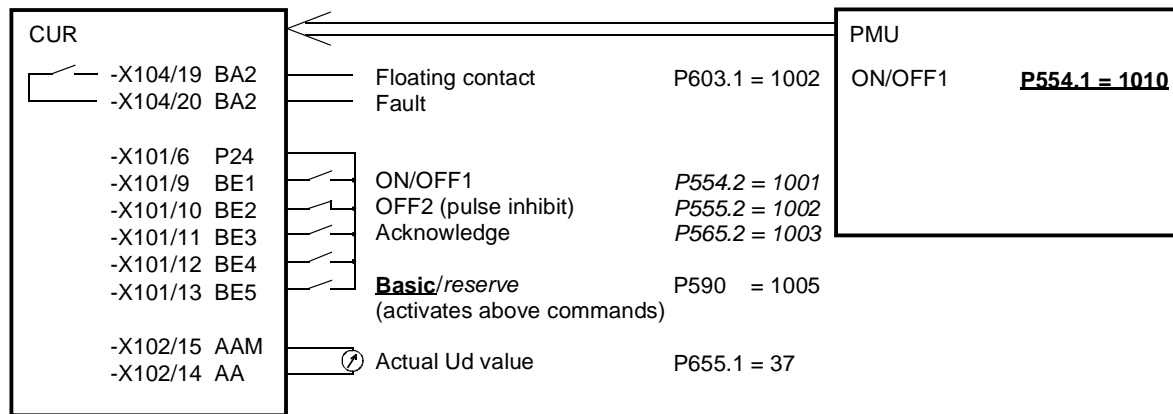 CUR PMU
-X104/19 BA2 Floating contact P603.1 = 1002 ON/OFF1 P554.1 = 1010
-X104/20 BA2 Fault
-X101/6 P24
-X101/9 BE1 ON/OFF1 P554.2 = 1001
-X101/10 BE2 OFF2 (pulse inhibit) P555.2 = 1002
-X101/11 BE3 Acknowledge P565.2 = 1003
-X101/12 BE4
-X101/13 BE5 Basic/reserve P590 = 1005
(activates above commands)
-X102/15 AAM Actual Ud value P655.1 = 37
-X102/14 AA